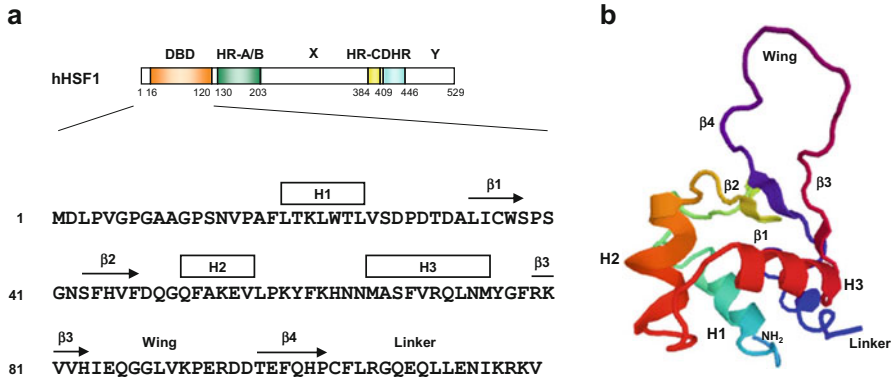 a
DBD HR-A/B X HR-CDHR Y
hHSF1
1 16 120 130 203 384 409 446 529
H1 β1
1 MDLPVGPGAAGPSNVPAFLTKLWTLVSDPDTDALICWSPS
β2 H2 H3 β3
41 GNSFHVFDQGQFAKEVLPKYFKHNNMASFVRQLNMYGFRK
β3 Wing β4 Linker
81 VVHIEQGGLVKPERDDTEFQHPCFLRGQEQLLENIKRKV
b
Wing
β4
β2 β3
β1
H2
H3
H1 NH2
Linker